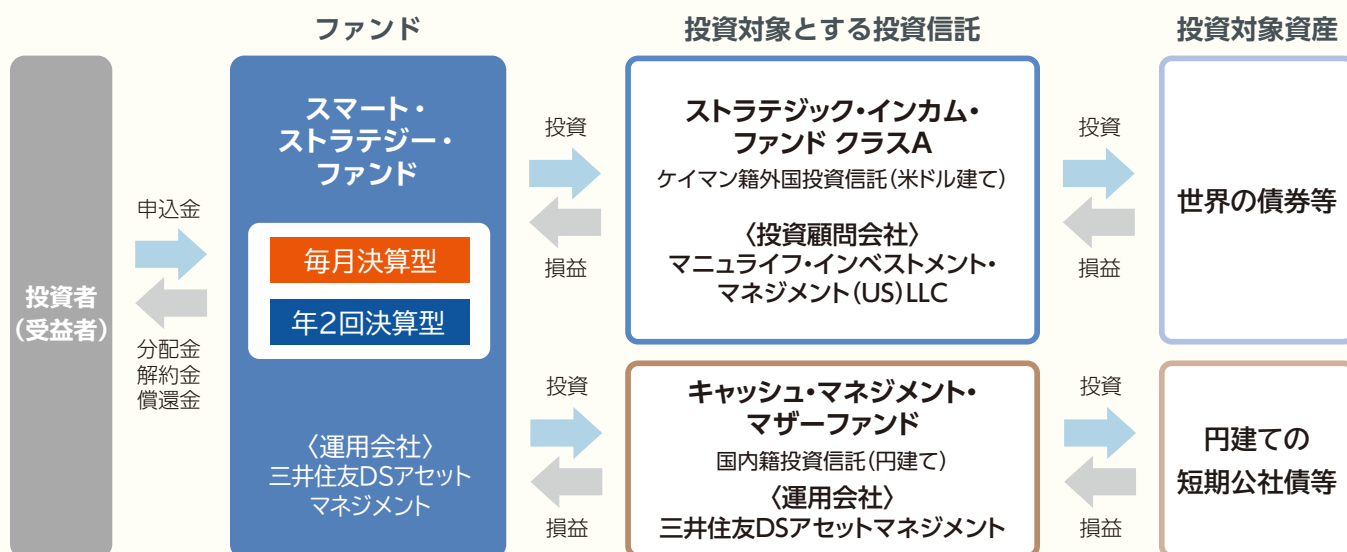 ファンド
投資対象とする投資信託
投資対象資産
投資者
(受益者)
申込金
分配金
解約金
償還金
スマート・
ストラテジー・
ファンド
毎月決算型
年2回決算型
〈運用会社〉
三井住友DSアセット
マネジメント
投資
損益
ストラテジック・インカム・
ファンド クラスA
ケイマン籍外国投資信託(米ドル建て)
〈投資顧問会社〉
マニュライフ・インベストメント・
マネジメント(US)LLC
投資
損益
世界の債券等
投資
損益
キャッシュ・マネジメント・
マザーファンド
国内籍投資信託(円建て)
〈運用会社〉
三井住友DSアセットマネジメント
投資
損益
円建ての
短期公社債等